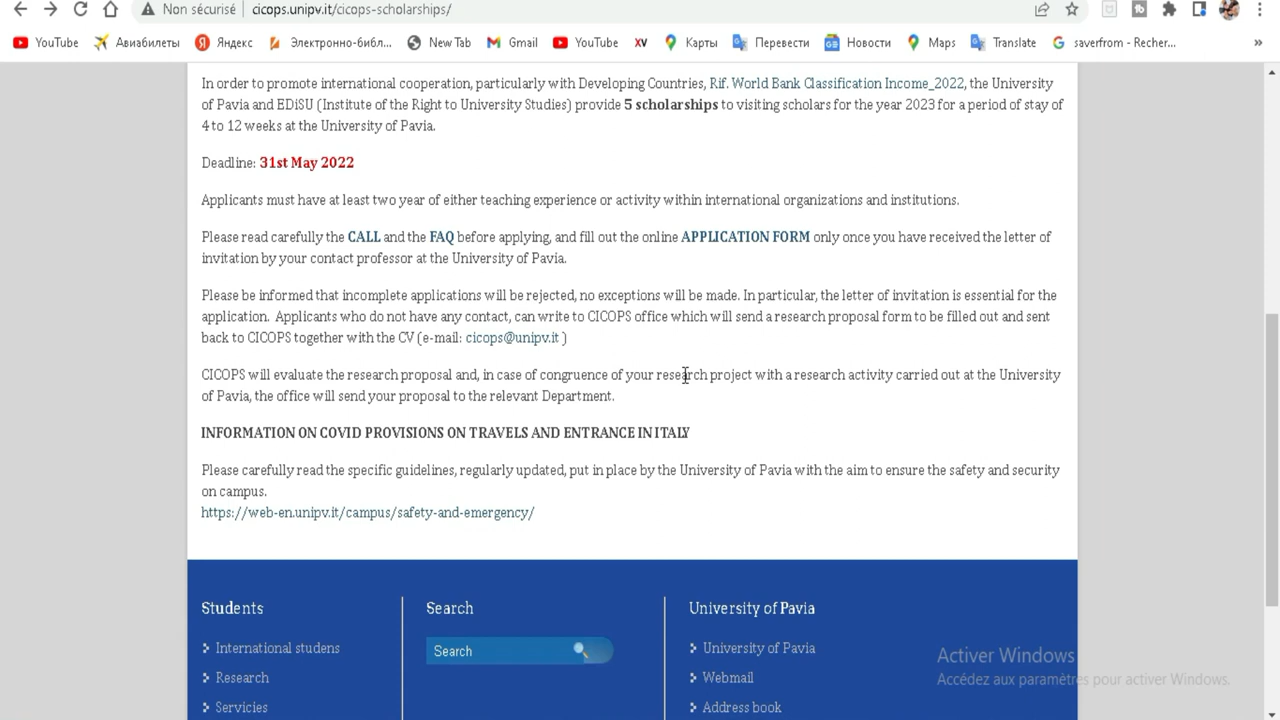 Non sécurisé cicops.unipv.it/cicops-scholarships/
YouTube Авиабилеты Яндекс Электронно-библ... New Tab Gmail YouTube XV Карты Перевести Новости Maps Translate saverfrom - Recher... »
In order to promote international cooperation, particularly with Developing Countries, Rif. World Bank Classification Income_2022, the University
of Pavia and EDiSU (Institute of the Right to University Studies) provide 5 scholarships to visiting scholars for the year 2023 for a period of stay of
4 to 12 weeks at the University of Pavia.
Deadline: 31st May 2022
Applicants must have at least two year of either teaching experience or activity within international organizations and institutions.
Please read carefully the CALL and the FAQ before applying, and fill out the online APPLICATION FORM only once you have received the letter of
invitation by your contact professor at the University of Pavia.
Please be informed that incomplete applications will be rejected, no exceptions will be made. In particular, the letter of invitation is essential for the
application. Applicants who do not have any contact, can write to CICOPS office which will send a research proposal form to be filled out and sent
back to CICOPS together with the CV (e-mail: cicops@unipv.it )
CICOPS will evaluate the research proposal and, in case of congruence of your research project with a research activity carried out at the University
of Pavia, the office will send your proposal to the relevant Department.
INFORMATION ON COVID PROVISIONS ON TRAVELS AND ENTRANCE IN ITALY
Please carefully read the specific guidelines, regularly updated, put in place by the University of Pavia with the aim to ensure the safety and security
on campus.
https://web-en.unipv.it/campus/safety-and-emergency/
Students
International studens
Research
Servicies
Search
Search
University of Pavia
University of Pavia
Webmail
Address book
Activer Windows
Accédez aux paramètres pour activer Windows.